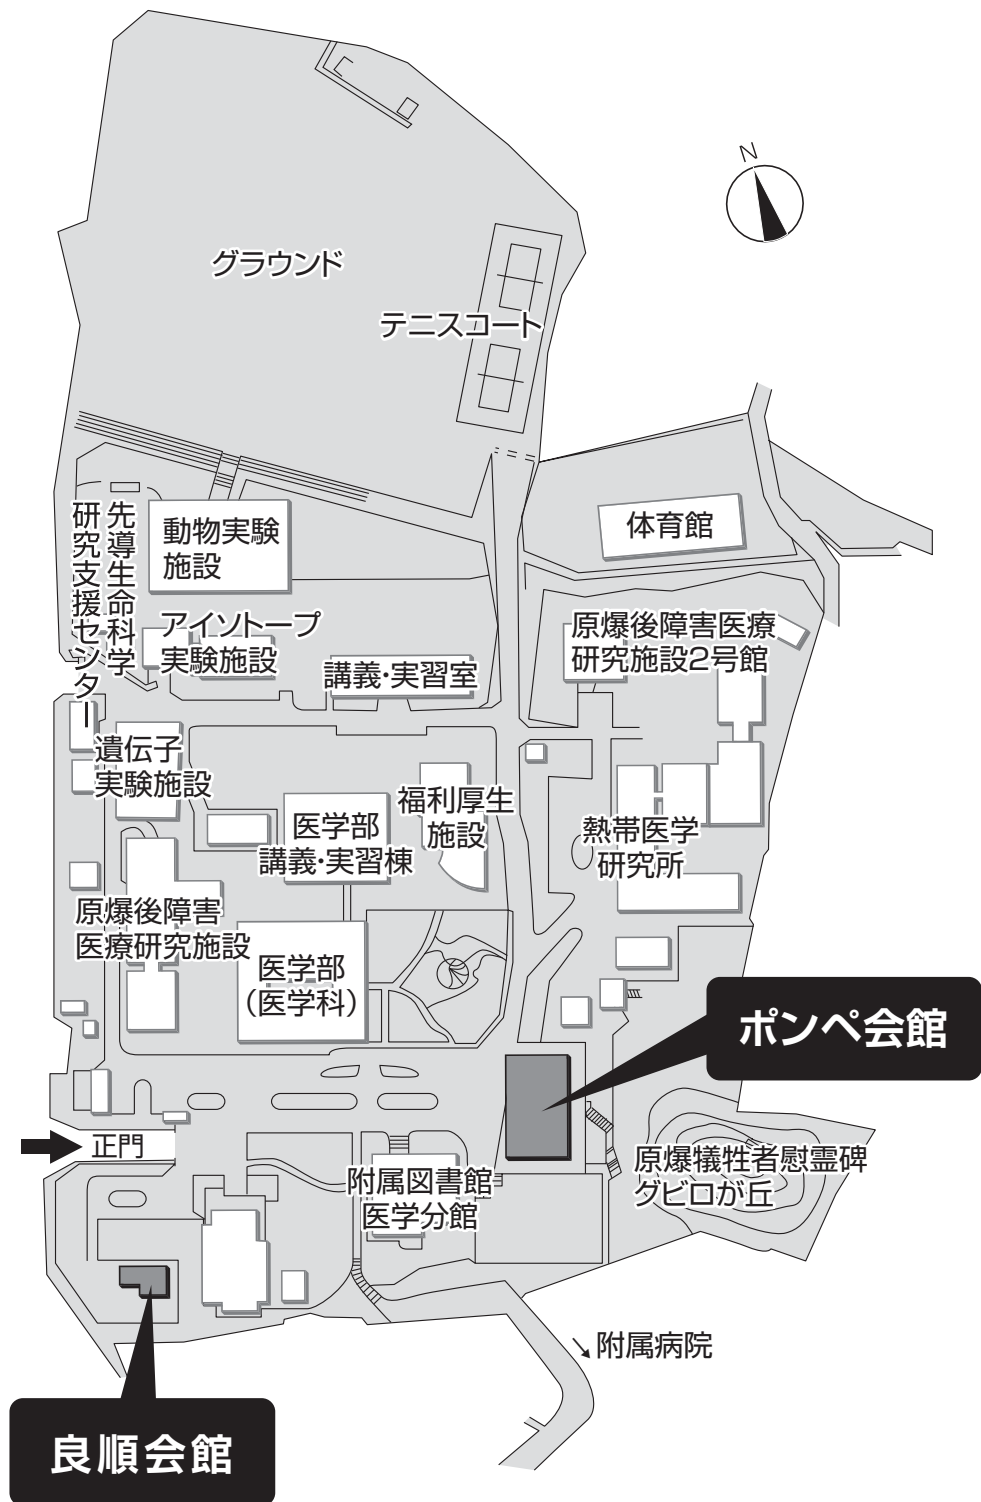 N
グラウンド
テニスコート
体育館
先導生命科学
研究支援センター
動物実験
施設
アイソトープ
実験施設
講義・実習室
原爆後障害医療
研究施設2号館
遺伝子
実験施設
医学部
講義・実習棟
福利厚生
施設
熱帯医学
研究所
原爆後障害
医療研究施設
医学部
（医学科）
ポンペ会館
正門
附属図書館
医学分館
原爆犠牲者慰霊碑
グビロが丘
附属病院
良順会館